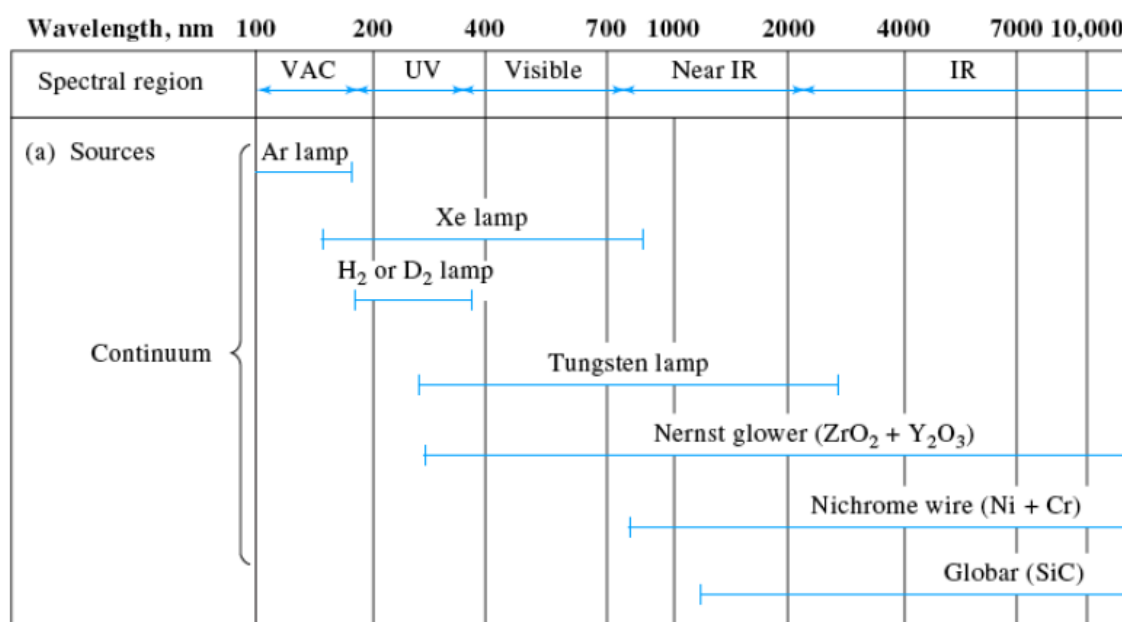 Wavelength, nm 100 200 400 700 1000 2000 4000 7000 10,000
Spectral region VAC UV Visible Near IR IR
(a) Sources Ar lamp
Xe lamp
H₂ or D₂ lamp
Continuum
Tungsten lamp
Nernst glower (ZrO₂ + Y₂O₃)
Nichrome wire (Ni + Cr)
Globar (SiC)